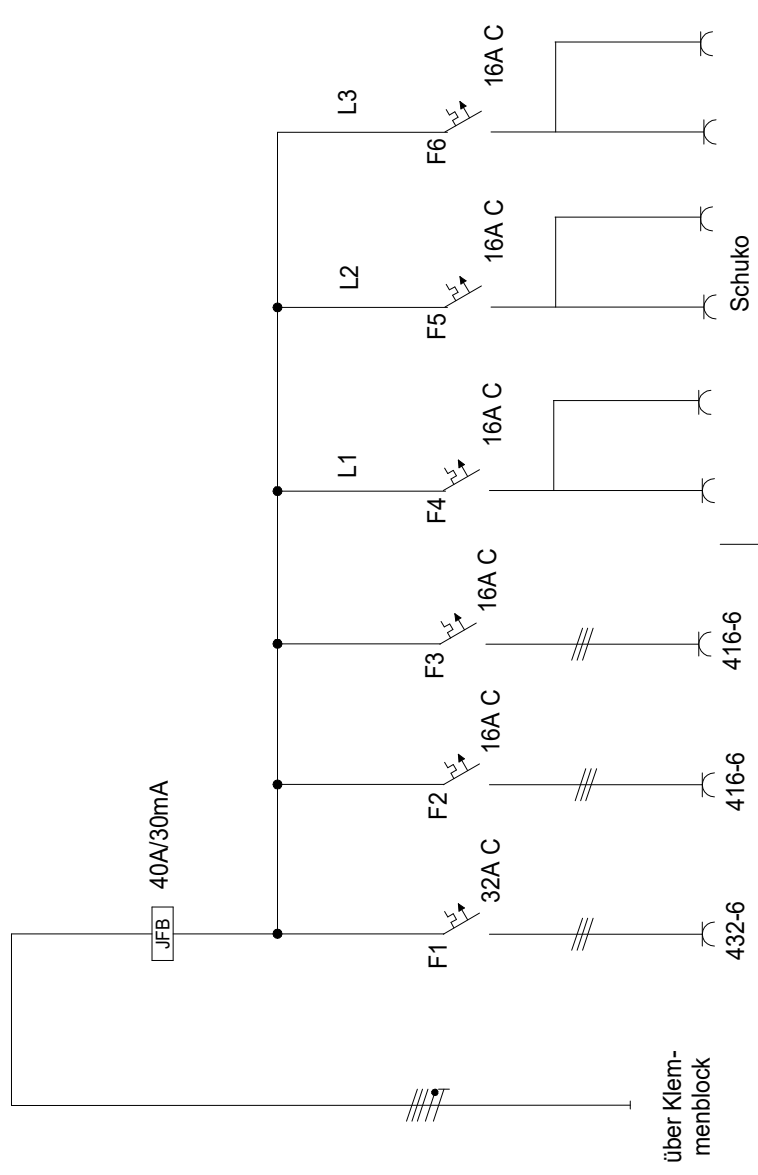 40A/30mA
JFB
L1
L2
L3
F1
32A C
F2
16A C
F3
16A C
F4
16A C
F5
16A C
F6
16A C
über Klem-
menblock
432-6
416-6
416-6
Schuko